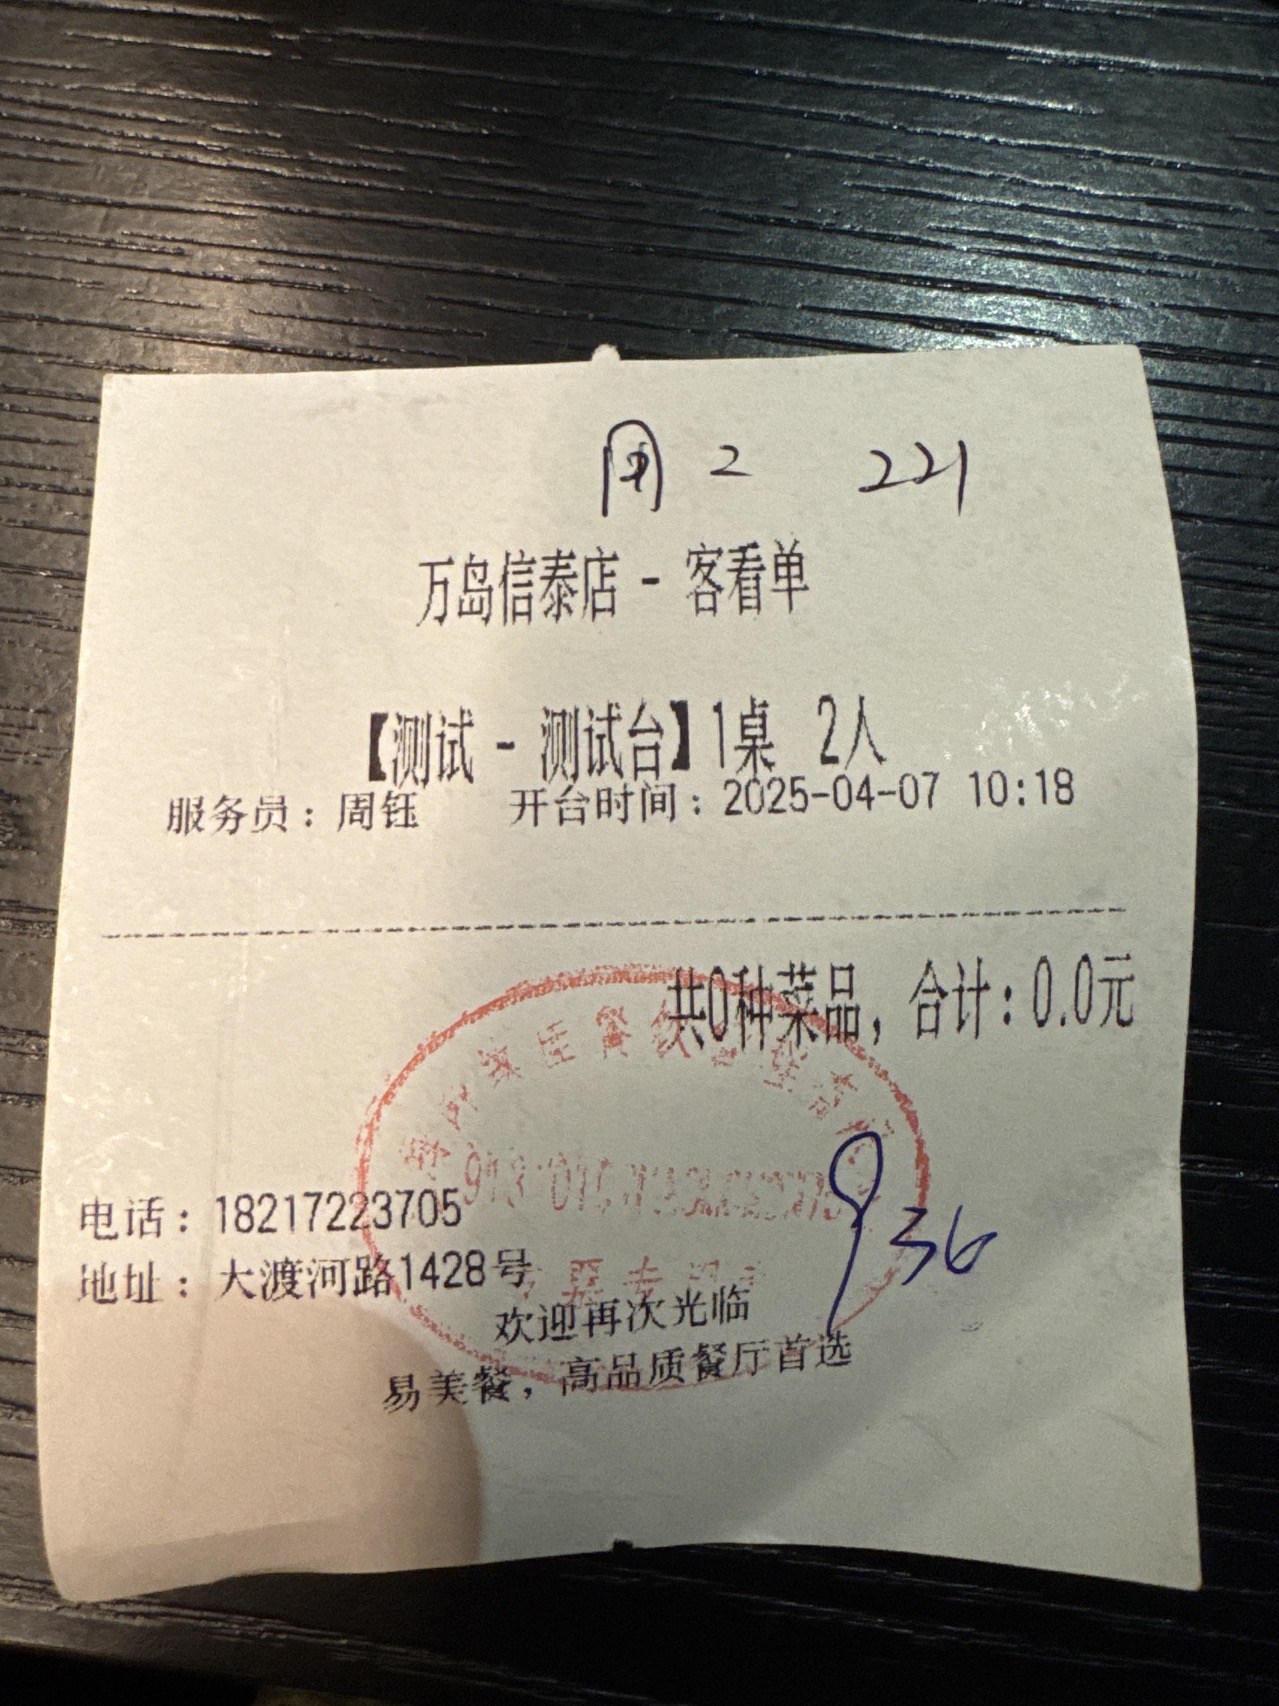 团 2 221
万岛信泰店 - 客看单
【测试 - 测试台】1桌 2人
服务员：周钰 开台时间：2025-04-07 10:18
共0种菜品，合计：0.0元
电话：18217223705
36
地址：大渡河路1428号
欢迎再次光临
易美餐，高品质餐厅首选